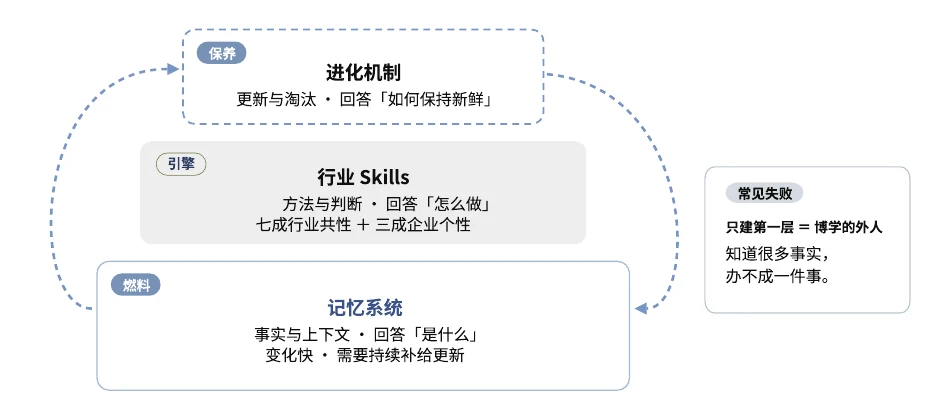 保养
进化机制
更新与淘汰 · 回答「如何保持新鲜」
引擎
行业 Skills
方法与判断 · 回答「怎么做」
七成行业共性 ＋ 三成企业个性
燃料
记忆系统
事实与上下文 · 回答「是什么」
变化快 · 需要持续补给更新
常见失败
只建第一层 ＝ 博学的外人
知道很多事实，
办不成一件事。